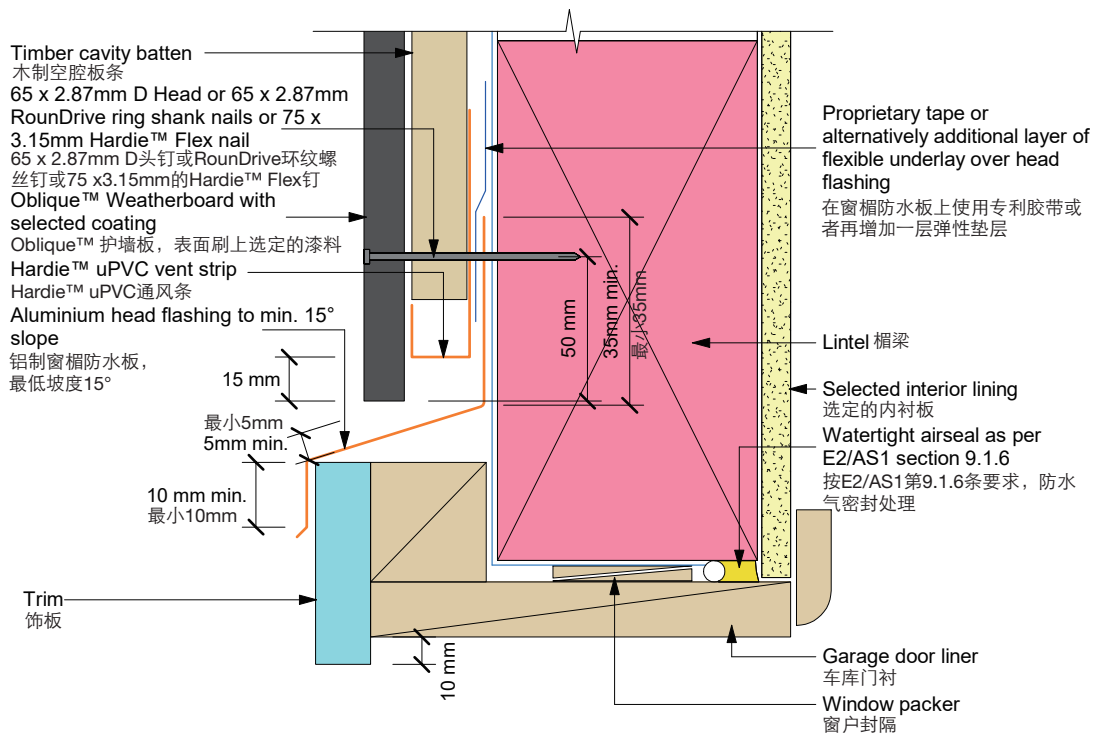 Timber cavity batten
木制空腔板条
65 x 2.87mm D Head or 65 x 2.87mm
RounDrive ring shank nails or 75 x
3.15mm Hardie™ Flex nail
65 x 2.87mm D头钉或RounDrive环纹螺
丝钉或75 x3.15mm的Hardie™ Flex钉
Oblique™ Weatherboard with
selected coating
Oblique™ 护墙板，表面刷上选定的漆料
Hardie™ uPVC vent strip
Hardie™ uPVC通风条
Aluminium head flashing to min. 15°
slope
铝制窗楣防水板，
最低坡度15°
15 mm
最小5mm
5mm min.
10 mm min.
最小10mm
Trim
饰板
10 mm
50 mm
35mm min.
最小35mm
Proprietary tape or
alternatively additional layer of
flexible underlay over head
flashing
在窗楣防水板上使用专利胶带或
者再增加一层弹性垫层
Lintel 楣梁
Selected interior lining
选定的内衬板
Watertight airseal as per
E2/AS1 section 9.1.6
按E2/AS1第9.1.6条要求，防水
气密封处理
Garage door liner
车库门衬
Window packer
窗户封隔